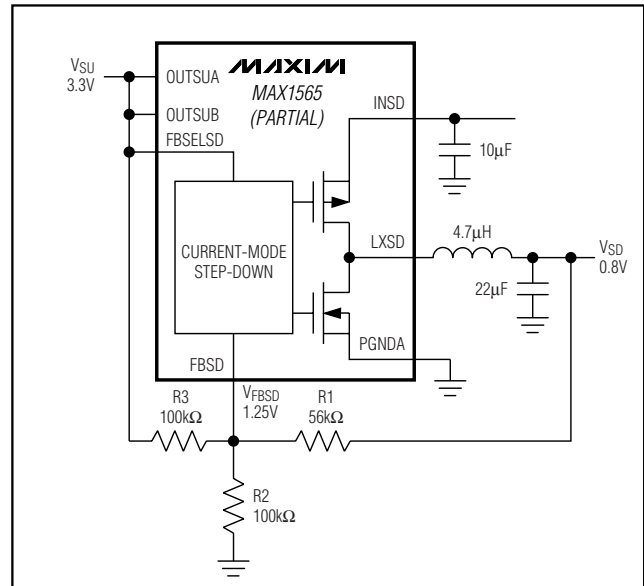 MAXIM
VSU
3.3V
OUTSUA
MAX1565
(PARTIAL)
INSD
OUTSUB
FBSELSD
10µF
CURRENT-MODE
STEP-DOWN
LXSD
4.7µH
VSD
0.8V
22µF
PGNDA
FBSD
VFBSD
1.25V
R3
100kΩ
R1
56kΩ
R2
100kΩ